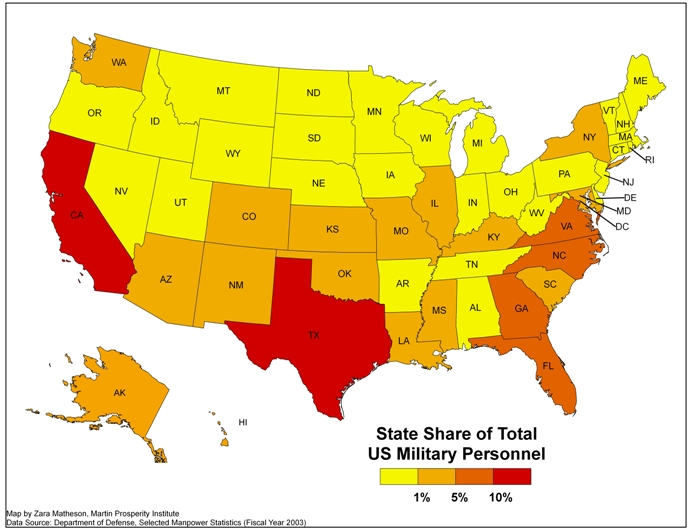 WA
MT
ND
MN
ME
OR
ID
SD
WI
MI
VT
NH
NY
MA
CT
RI
WY
IA
PA
NJ
NE
OH
NV
UT
IL
IN
DE
MD
WV
DC
CA
CO
KS
MO
KY
VA
NC
TN
AZ
NM
OK
AR
SC
MS
AL
GA
TX
LA
FL
AK
HI
State Share of Total
US Military Personnel
1% 5% 10%
Map by Zara Matheson, Martin Prosperity Institute
Data Source: Department of Defense, Selected Manpower Statistics (Fiscal Year 2003)